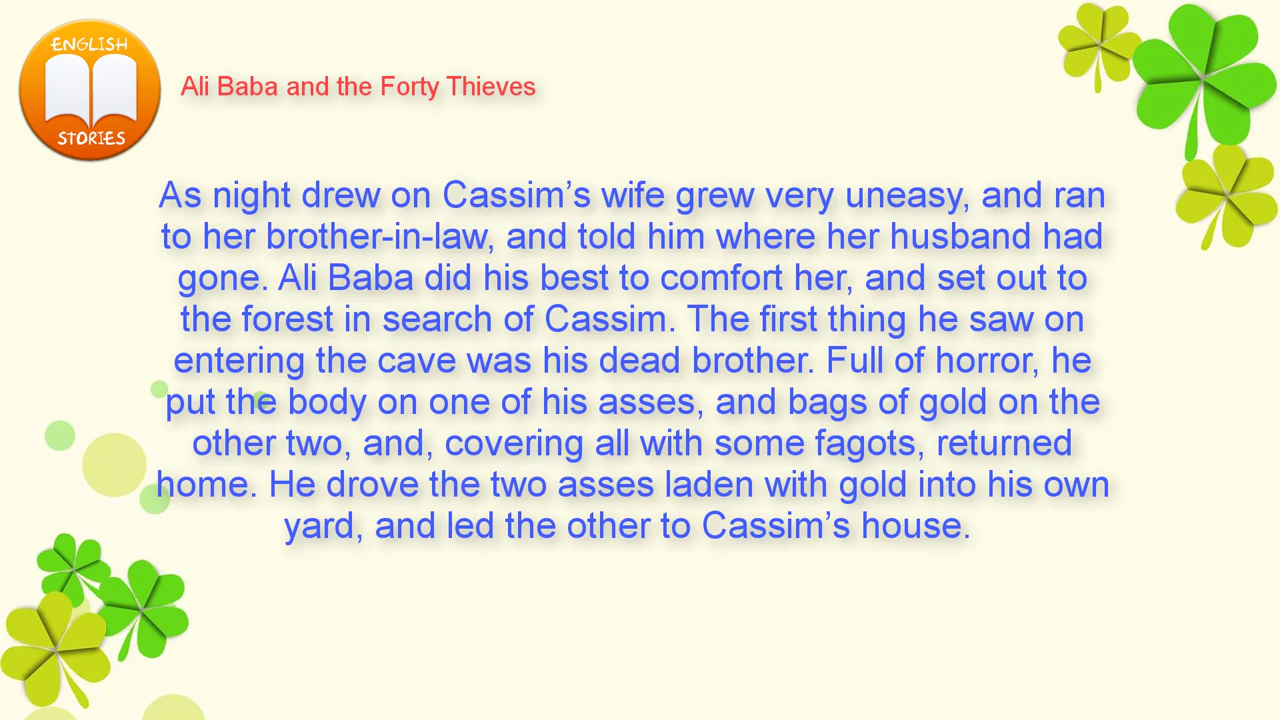 ENGLISH
STORIES
Ali Baba and the Forty Thieves
As night drew on Cassim’s wife grew very uneasy, and ran
to her brother-in-law, and told him where her husband had
gone. Ali Baba did his best to comfort her, and set out to
the forest in search of Cassim. The first thing he saw on
entering the cave was his dead brother. Full of horror, he
put the body on one of his asses, and bags of gold on the
other two, and, covering all with some fagots, returned
home. He drove the two asses laden with gold into his own
yard, and led the other to Cassim’s house.